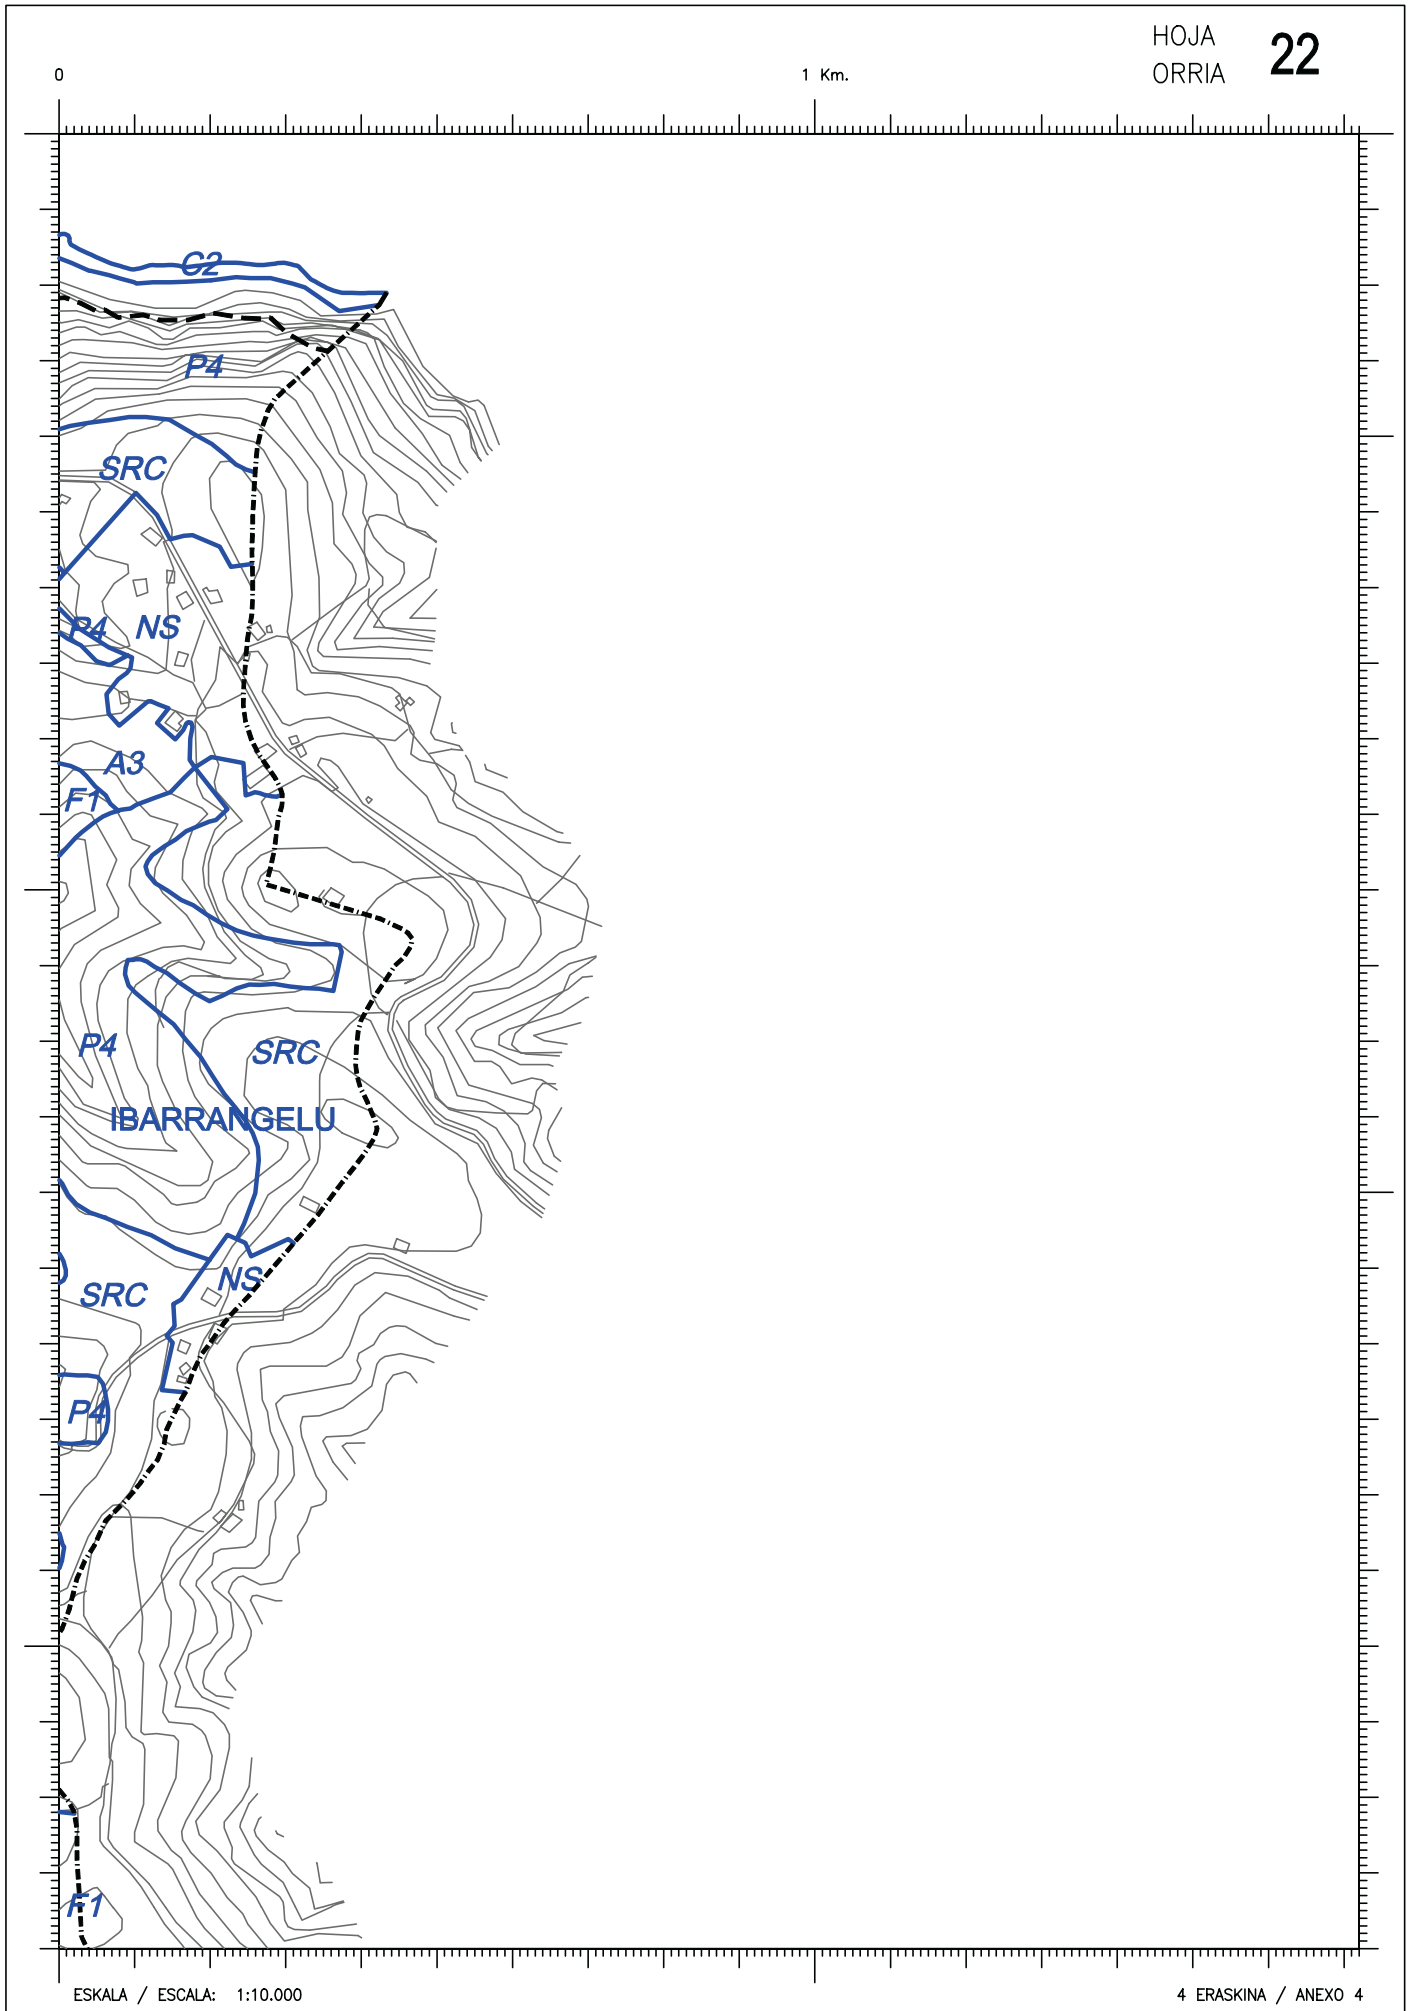 HOJA
ORRIA
22
0
1 Km.
C2
P4
SRC
P4
NS
A3
F1
P4
SRC
IBARRANGELU
NS
SRC
P4
F1
ESKALA / ESCALA: 1:10.000
4 ERASKINA / ANEXO 4